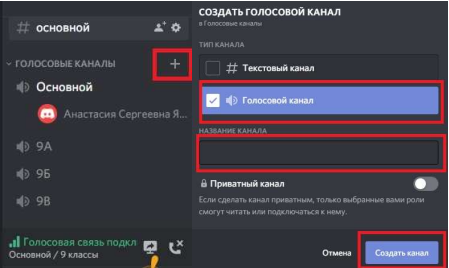 # основной
ГОЛОСОВЫЕ КАНАЛЫ +
Основной
Анастасия Сергеевна Я...
9А
9Б
9В
Голосовая связь подкл
Основной / 9 классы
СОЗДАТЬ ГОЛОСОВОЙ КАНАЛ
в Голосовые каналы
ТИП КАНАЛА
# Текстовый канал
Голосовой канал
НАЗВАНИЕ КАНАЛА
Приватный канал
Если сделать канал приватным, только выбранные вами роли
смогут читать или подключаться к нему.
Отмена Создать канал